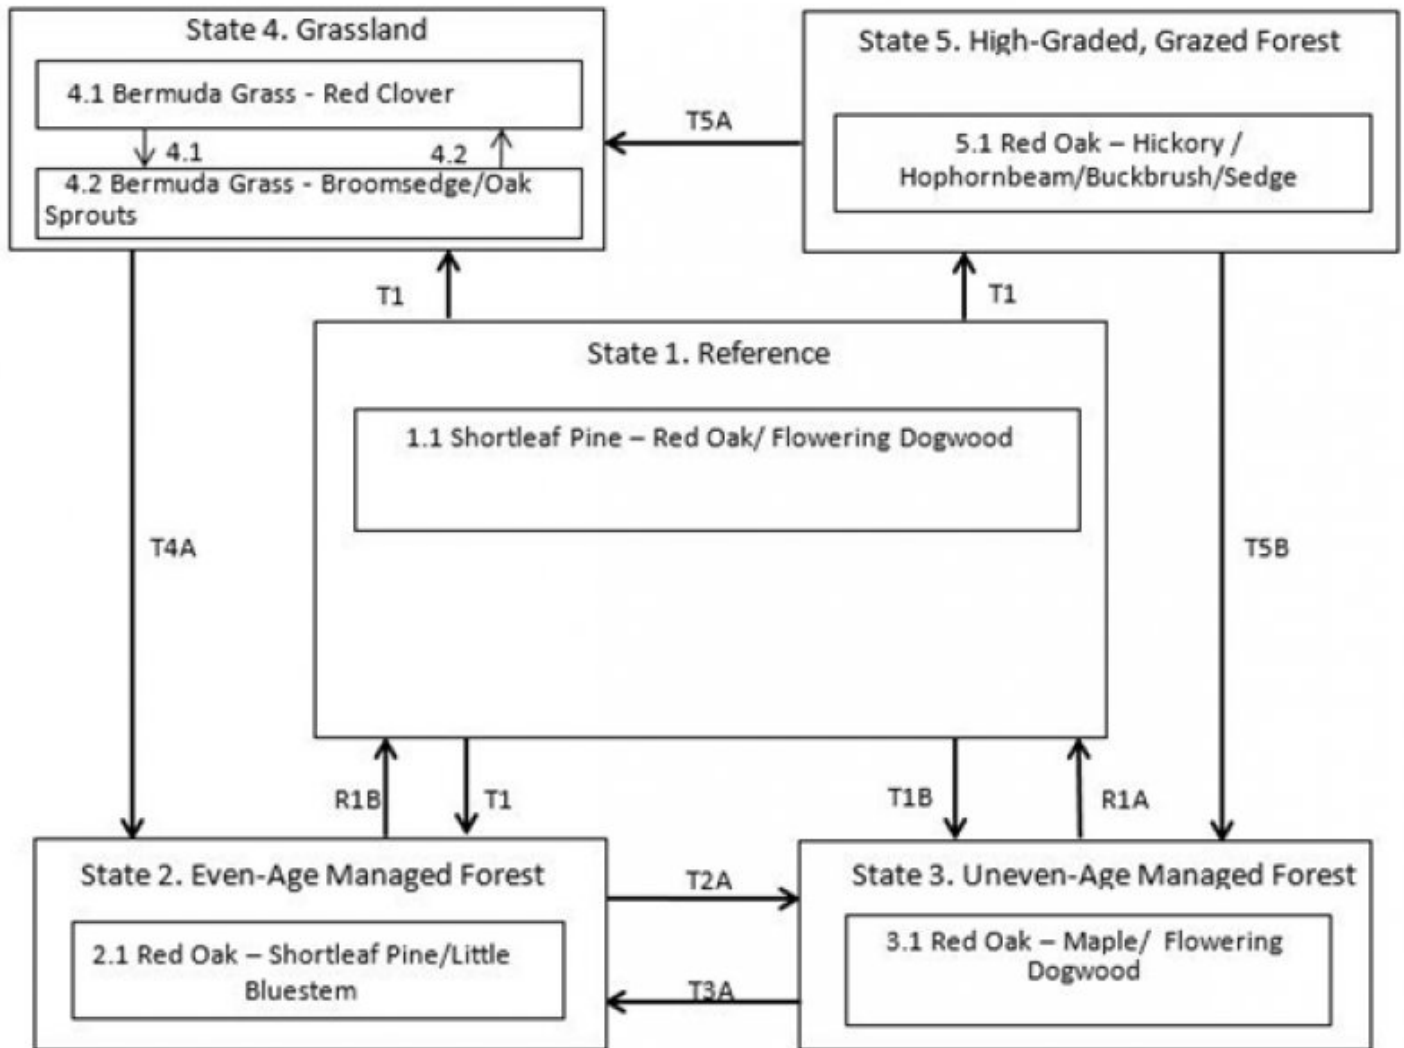 State 4. Grassland
4.1 Bermuda Grass - Red Clover
4.1
4.2
4.2 Bermuda Grass - Broomsedge/Oak
Sprouts
T5A
State 5. High-Graded, Grazed Forest
5.1 Red Oak – Hickory /
Hophornbeam/Buckbrush/Sedge
T1
T1
State 1. Reference
1.1 Shortleaf Pine – Red Oak/ Flowering Dogwood
T4A
T5B
R1B
T1
T1B
R1A
State 2. Even-Age Managed Forest
2.1 Red Oak – Shortleaf Pine/Little
Bluestem
T2A
T3A
State 3. Uneven-Age Managed Forest
3.1 Red Oak – Maple/ Flowering
Dogwood